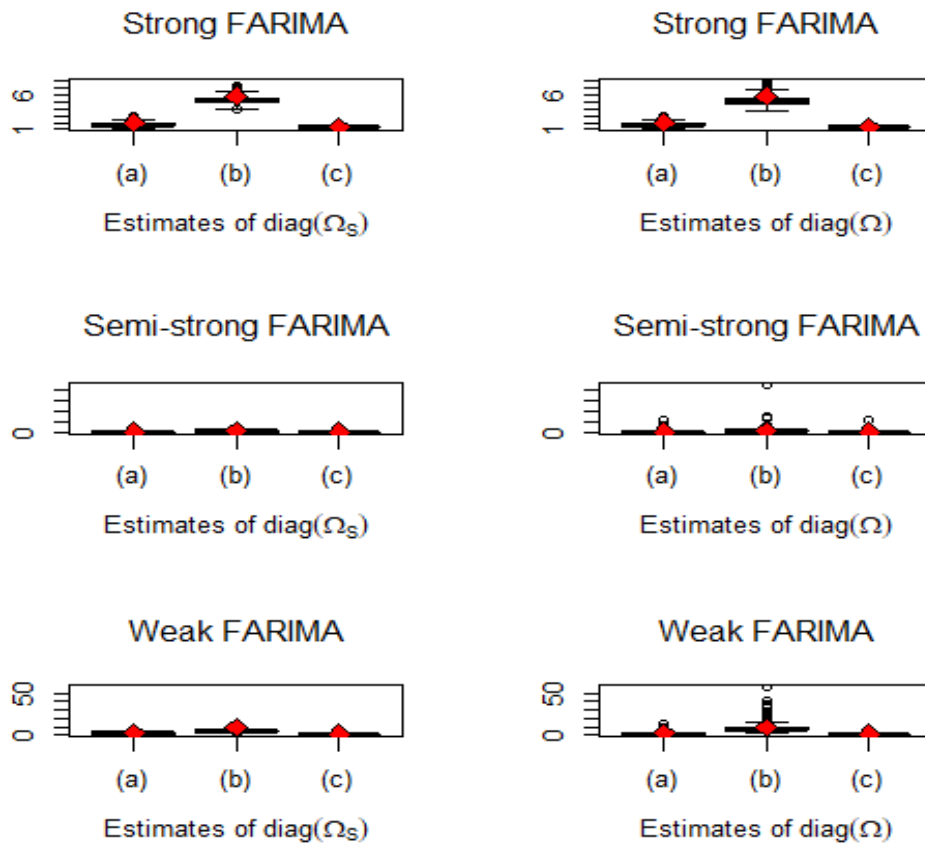 Strong FARIMA
6
1
(a) (b) (c)
Estimates of diag(Ωs)
Strong FARIMA
6
1
(a) (b) (c)
Estimates of diag(Ω)
Semi-strong FARIMA
0
(a) (b) (c)
Estimates of diag(Ωs)
Semi-strong FARIMA
0
(a) (b) (c)
Estimates of diag(Ω)
Weak FARIMA
50
0
(a) (b) (c)
Estimates of diag(Ωs)
Weak FARIMA
50
0
(a) (b) (c)
Estimates of diag(Ω)